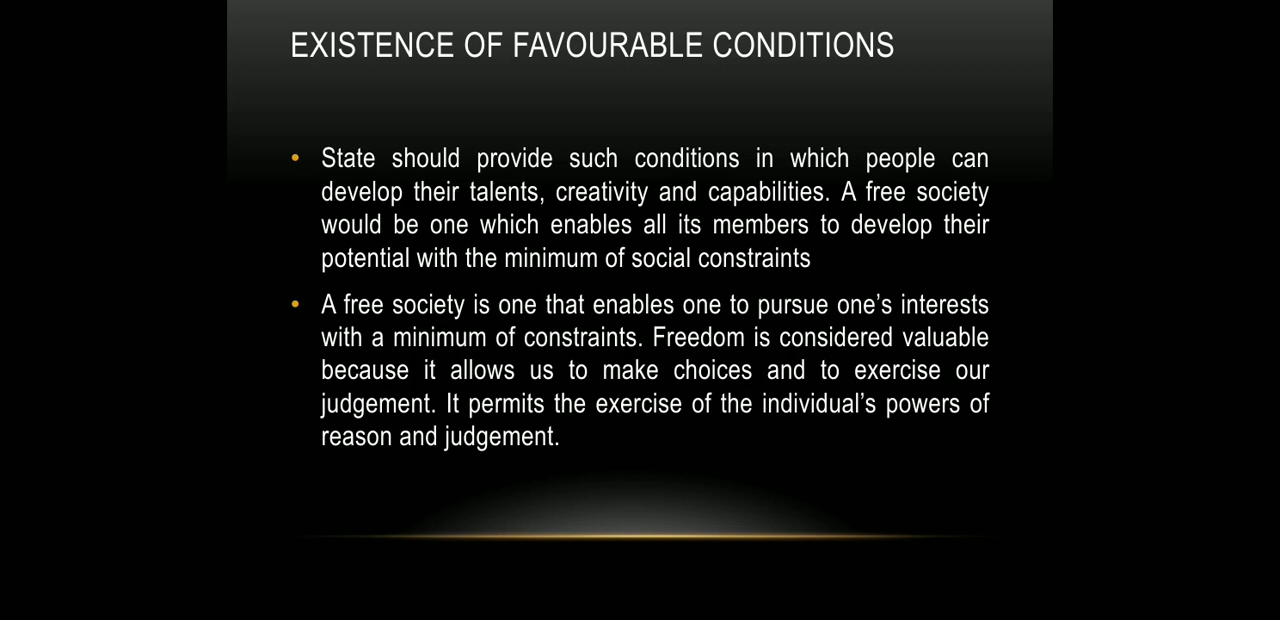 EXISTENCE OF FAVOURABLE CONDITIONS
• State should provide such conditions in which people can
develop their talents, creativity and capabilities. A free society
would be one which enables all its members to develop their
potential with the minimum of social constraints
• A free society is one that enables one to pursue one’s interests
with a minimum of constraints. Freedom is considered valuable
because it allows us to make choices and to exercise our
judgement. It permits the exercise of the individual’s powers of
reason and judgement.